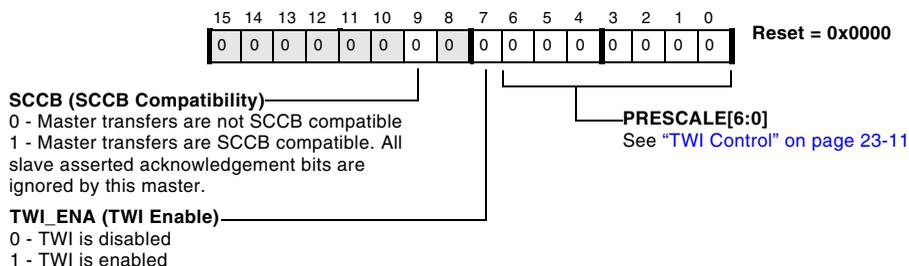 15 14 13 12 11 10 9 8 7 6 5 4 3 2 1 0
0 0 0 0 0 0 0 0 0 0 0 0 0 0 0 0
Reset = 0x0000
SCCB (SCCB Compatibility)
0 - Master transfers are not SCCB compatible
1 - Master transfers are SCCB compatible. All
slave asserted acknowledgement bits are
ignored by this master.
PRESCALE[6:0]
See “TWI Control” on page 23-11
TWI_ENA (TWI Enable)
0 - TWI is disabled
1 - TWI is enabled